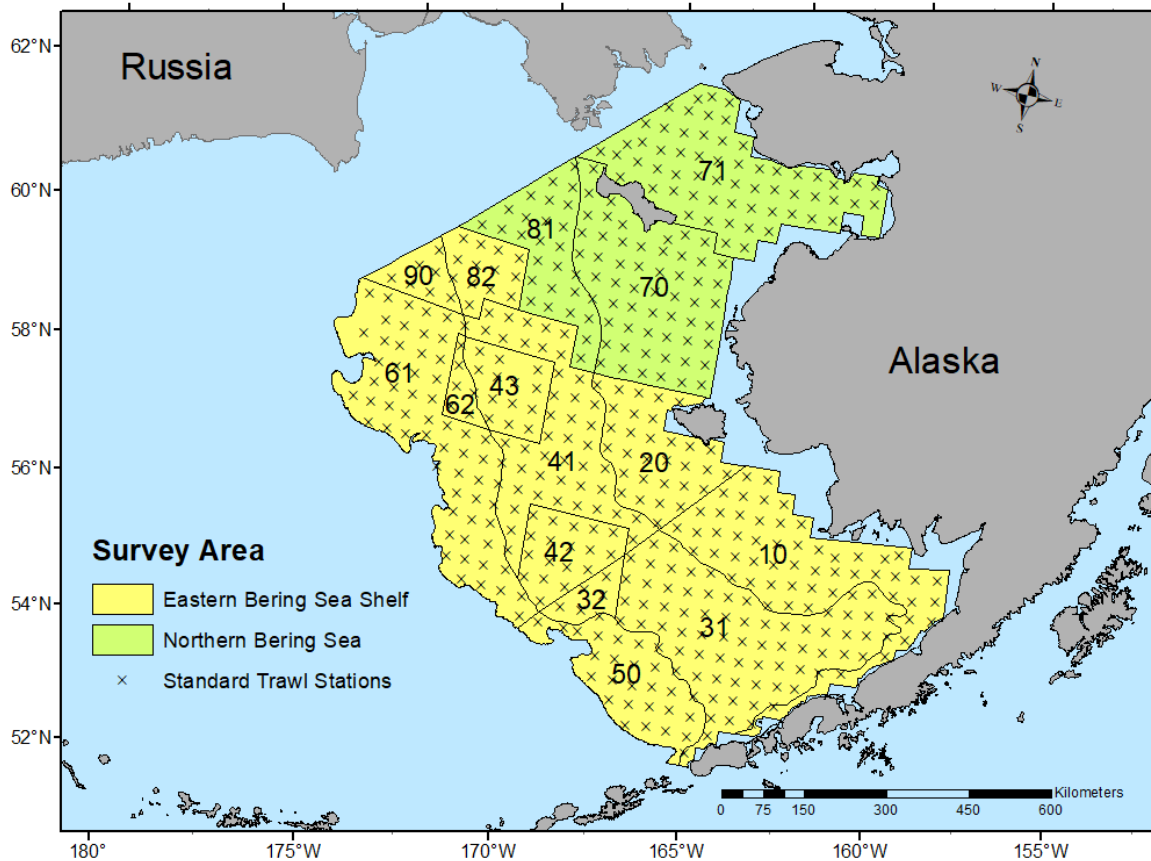 62°N
60°N
58°N
56°N
54°N
52°N
Russia
Alaska
N
W
E
S
71
81
90
82
70
61
43
62
41
20
42
10
32
31
50
Survey Area
Eastern Bering Sea Shelf
Northern Bering Sea
× Standard Trawl Stations
Kilometers
0 75 150 300 450 600
180° 175°W 170°W 165°W 160°W 155°W